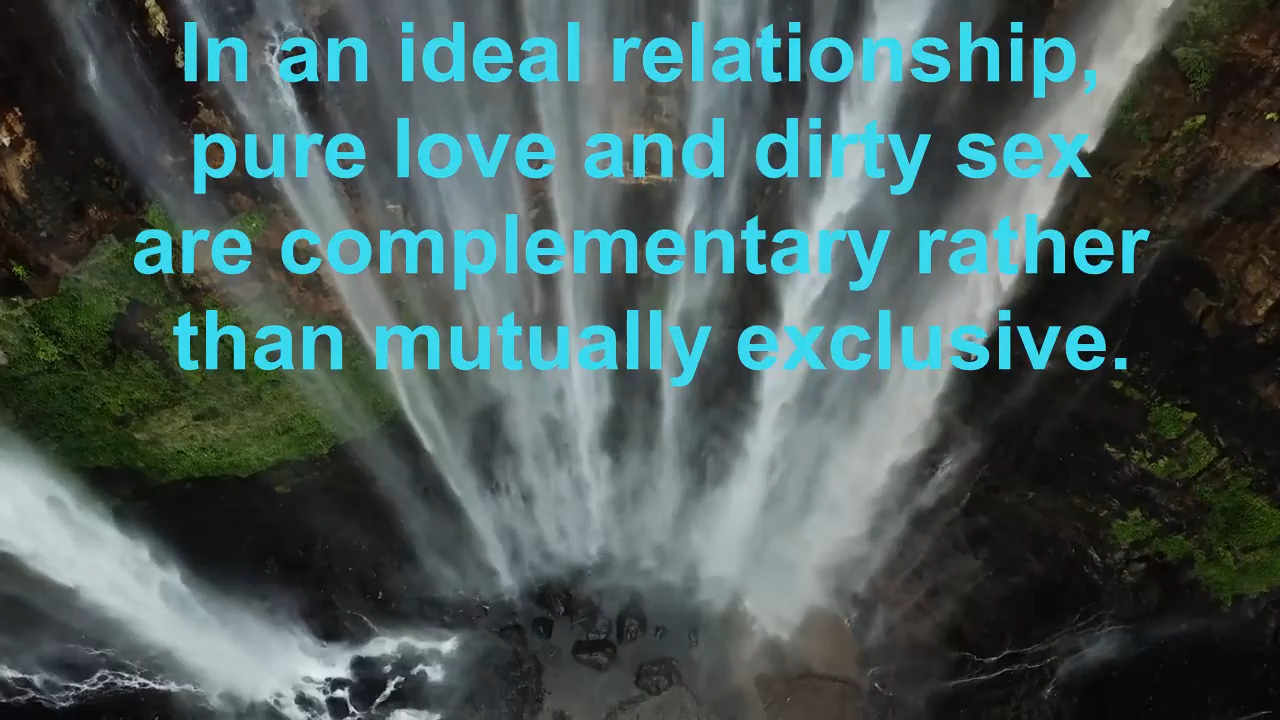 In an ideal relationship,
pure love and dirty sex
are complementary rather
than mutually exclusive.